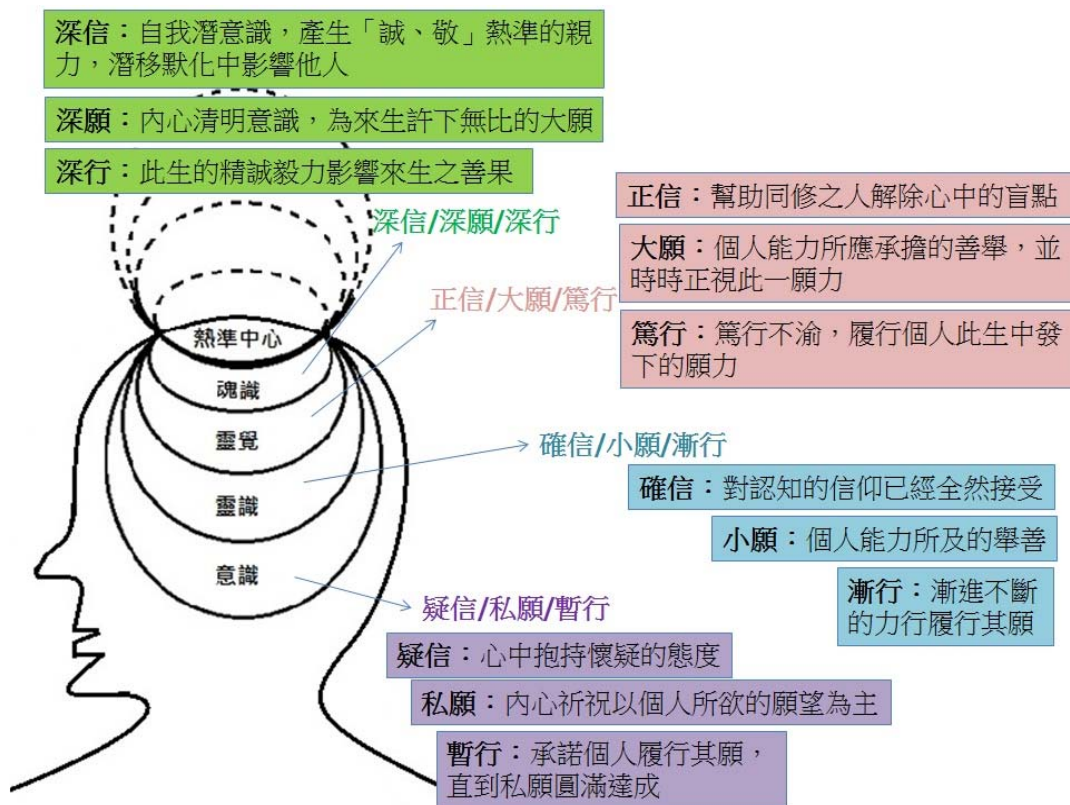 深信：自我潛意識，產生「誠、敬」熱準的親
力，潛移默化中影響他人
深願：內心清明意識，為來生許下無比的大願
深行：此生的精誠毅力影響來生之善果
深信/深願/深行
正信：幫助同修之人解除心中的盲點
大願：個人能力所應承擔的善舉，並
時時正視此一願力
篤行：篤行不渝，履行個人此生中發
下的願力
正信/大願/篤行
熱準中心
魂識
靈覺
靈識
意識
確信/小願/漸行
確信：對認知的信仰已經全然接受
小願：個人能力所及的舉善
漸行：漸進不斷
的力行履行其願
疑信/私願/暫行
疑信：心中抱持懷疑的態度
私願：內心祈祝以個人所欲的願望為主
暫行：承諾個人履行其願，
直到私願圓滿達成